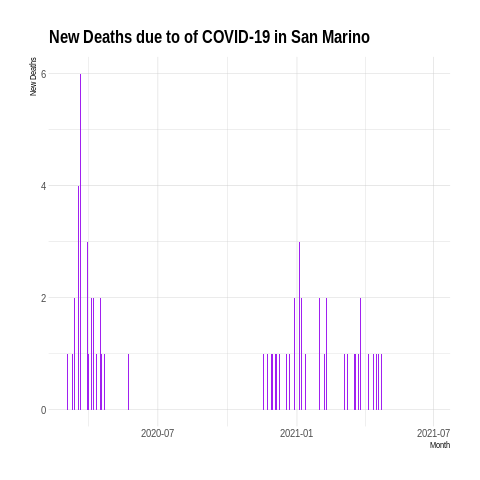 New Deaths due to of COVID-19 in San Marino
New Deaths
6
4
2
0
2020-07 2021-01 2021-07
Month